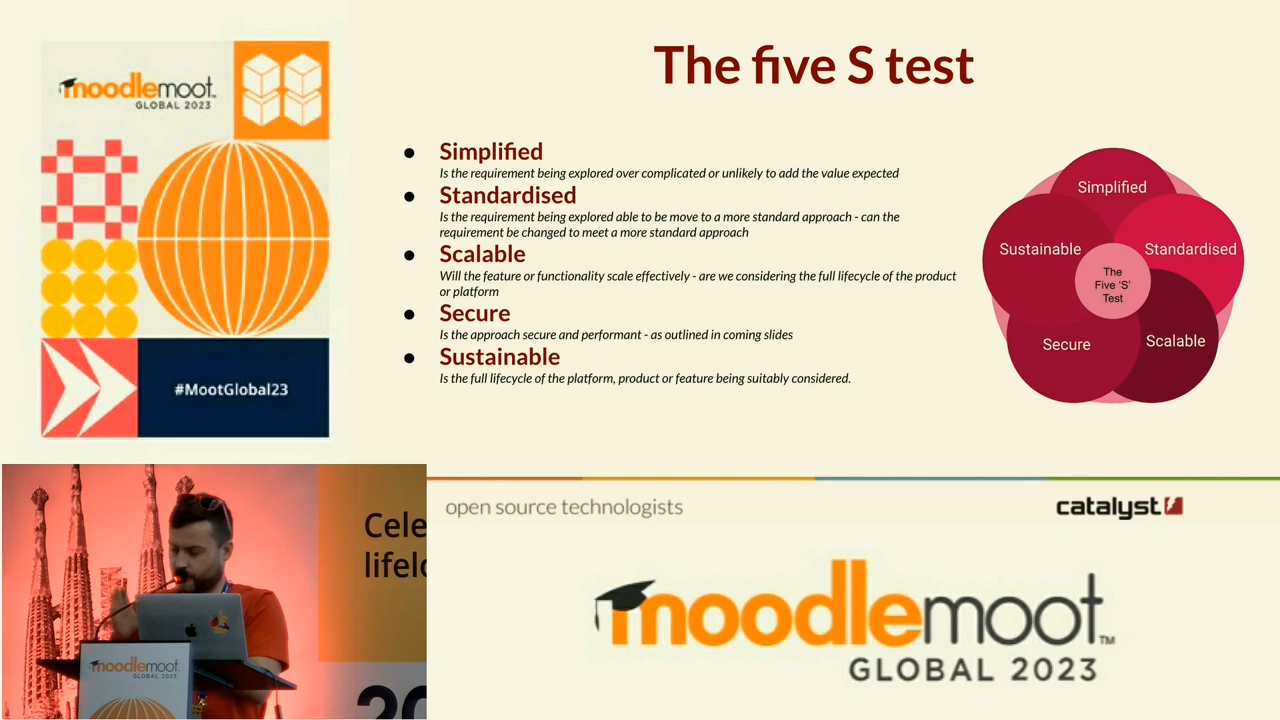 moodlemoot
GLOBAL 2023
#MootGlobal23
The five S test
● Simplified
Is the requirement being explored over complicated or unlikely to add the value expected
● Standardised
Is the requirement being explored able to be move to a more standard approach - can the
requirement be changed to meet a more standard approach
● Scalable
Will the feature or functionality scale effectively - are we considering the full lifecycle of the product
or platform
● Secure
Is the approach secure and performant - as outlined in coming slides
● Sustainable
Is the full lifecycle of the platform, product or feature being suitably considered.
Simplified
Sustainable
Standardised
The
Five ‘S’
Test
Secure
Scalable
Cele
lifelo
20
moodlemoot
open source technologists
catalyst
moodlemoot™
GLOBAL 2023